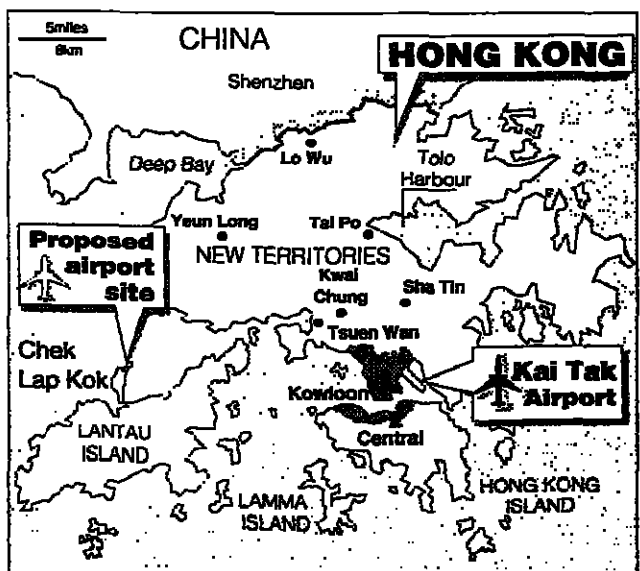 5miles
8km
CHINA
HONG KONG
Shenzhen
Deep Bay
Lo Wu
Tolo
Harbour
Yeun Long
Tai Po
Proposed
airport
site
NEW TERRITORIES
Kwai
Chung
Sha Tin
Tsuen Wan
Chek
Lap Kok
Kai Tak
Airport
Kowloon
Central
LANTAU
ISLAND
LAMMA
ISLAND
HONG KONG
ISLAND